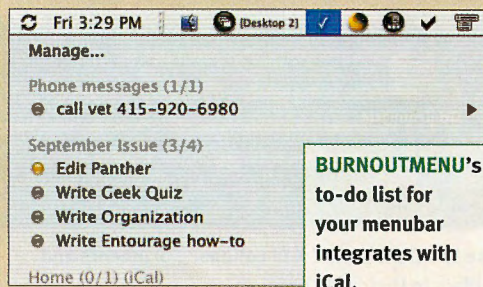 Fri 3:29 PM [Desktop 2]
Manage...
Phone messages (1/1)
call vet 415-920-6980
September Issue (3/4)
Edit Panther
Write Geek Quiz
Write Organization
Write Entourage how-to
Home (0/1) (iCal)
BURNOUTMENU's
to-do list for
your menubar
integrates with
iCal.